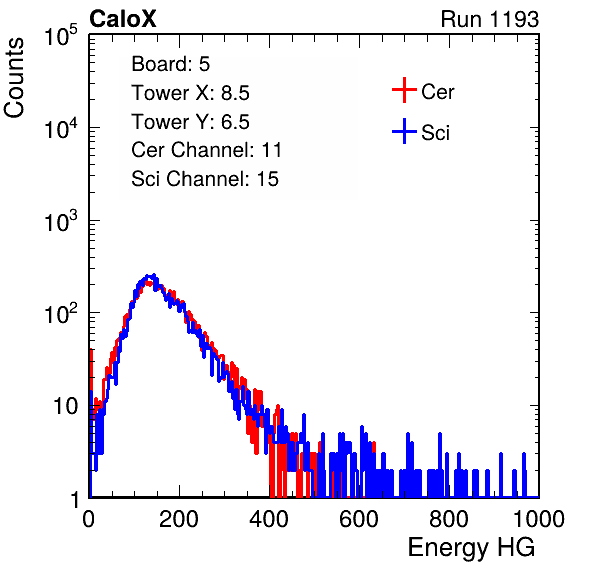 CaloX Run 1193
Counts
10^5
10^4
10^3
10^2
10
1
Board: 5
Tower X: 8.5
Tower Y: 6.5
Cer Channel: 11
Sci Channel: 15
Cer
Sci
0 200 400 600 800 1000
Energy HG